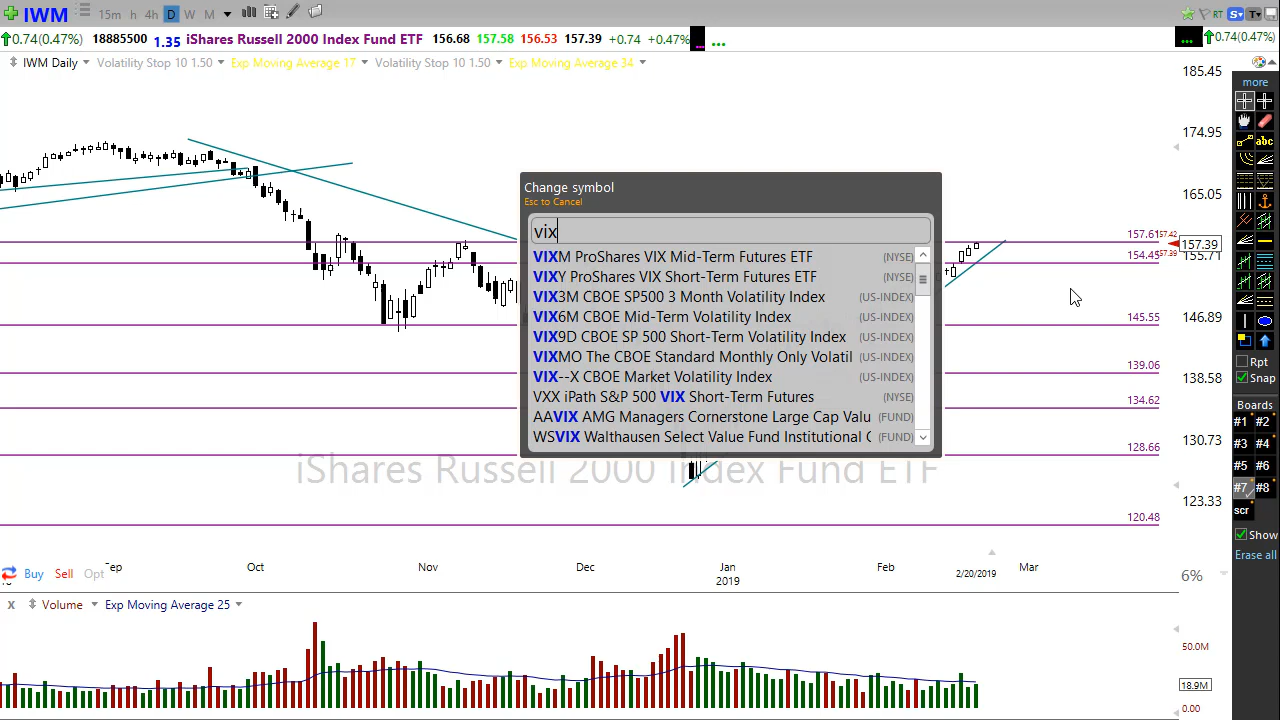 IWM 15m h 4h D W M RT S T
0.74(0.47%) 18885500 1.35 iShares Russell 2000 Index Fund ETF 156.68 157.58 156.53 157.39 +0.74 +0.47% ... ... 0.74(0.47%)
IWM Daily Volatility Stop 10 1.50 Exp Moving Average 17 Volatility Stop 10 1.50 Exp Moving Average 34
185.45
more
174.95
abc
165.05
Change symbol
Esc to Cancel
vix
VIXM ProShares VIX Mid-Term Futures ETF (NYSE)
VIXY ProShares VIX Short-Term Futures ETF (NYSE)
VIX3M CBOE SP500 3 Month Volatility Index (US-INDEX)
VIX6M CBOE Mid-Term Volatility Index (US-INDEX)
VIX9D CBOE SP 500 Short-Term Volatility Index (US-INDEX)
VIXMO The CBOE Standard Monthly Only Volatil (US-INDEX)
VIX--X CBOE Market Volatility Index (US-INDEX)
VXX iPath S&P 500 VIX Short-Term Futures (NYSE)
AAVIX AMG Managers Cornerstone Large Cap Valu (FUND)
WSVIX Walthausen Select Value Fund Institutional (FUND)
157.61 157.42
157.39
157.39
154.45 155.71
145.55 146.89
139.06 138.58
134.62
128.66 130.73
123.33
120.48
iShares Russell 2000 Index Fund ETF
Rpt
Snap
Boards
#1 #2
#3 #4
#5 #6
#7 #8
scr
Show
Erase all
Buy Sell Opt
ep Oct Nov Dec Jan Feb Mar
2019 2/20/2019
6%
X Volume Exp Moving Average 25
50.0M
18.9M
0.00